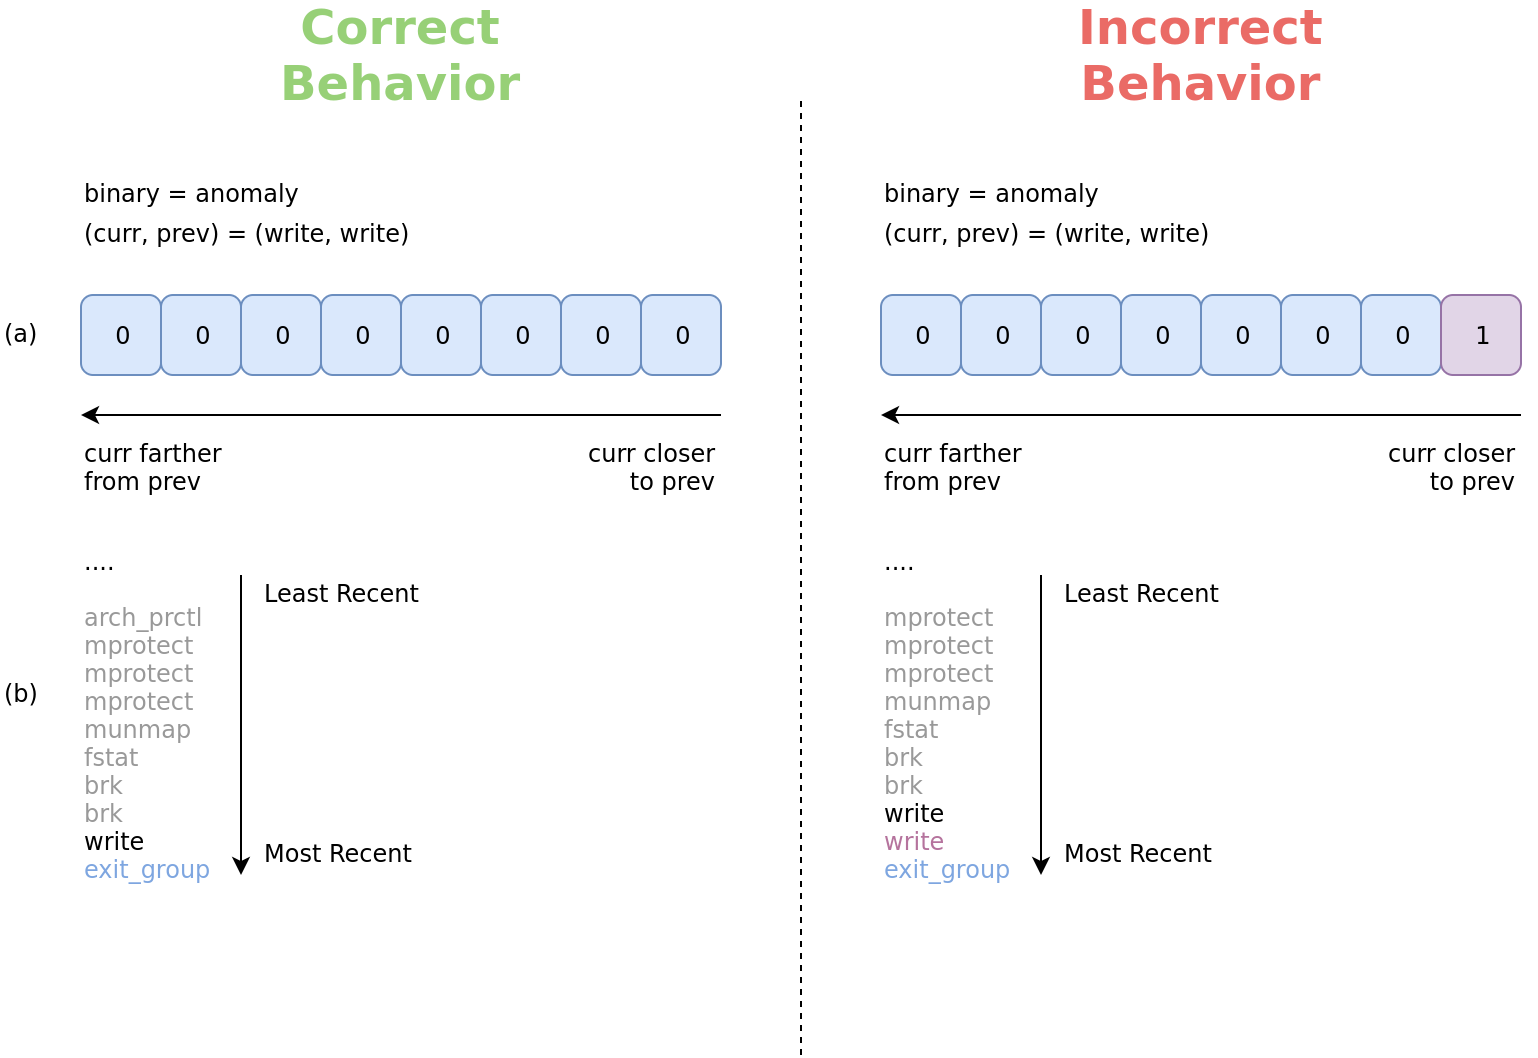 Correct
Behavior
Incorrect
Behavior
binary = anomaly
(curr, prev) = (write, write)
binary = anomaly
(curr, prev) = (write, write)
(a)
0 0 0 0 0 0 0 0
0 0 0 0 0 0 0 1
curr farther
from prev
curr closer
to prev
curr farther
from prev
curr closer
to prev
(b)
....
Least Recent
arch_prctl
mprotect
mprotect
mprotect
munmap
fstat
brk
brk
write
exit_group
Most Recent
....
Least Recent
mprotect
mprotect
mprotect
munmap
fstat
brk
brk
write
write
exit_group
Most Recent